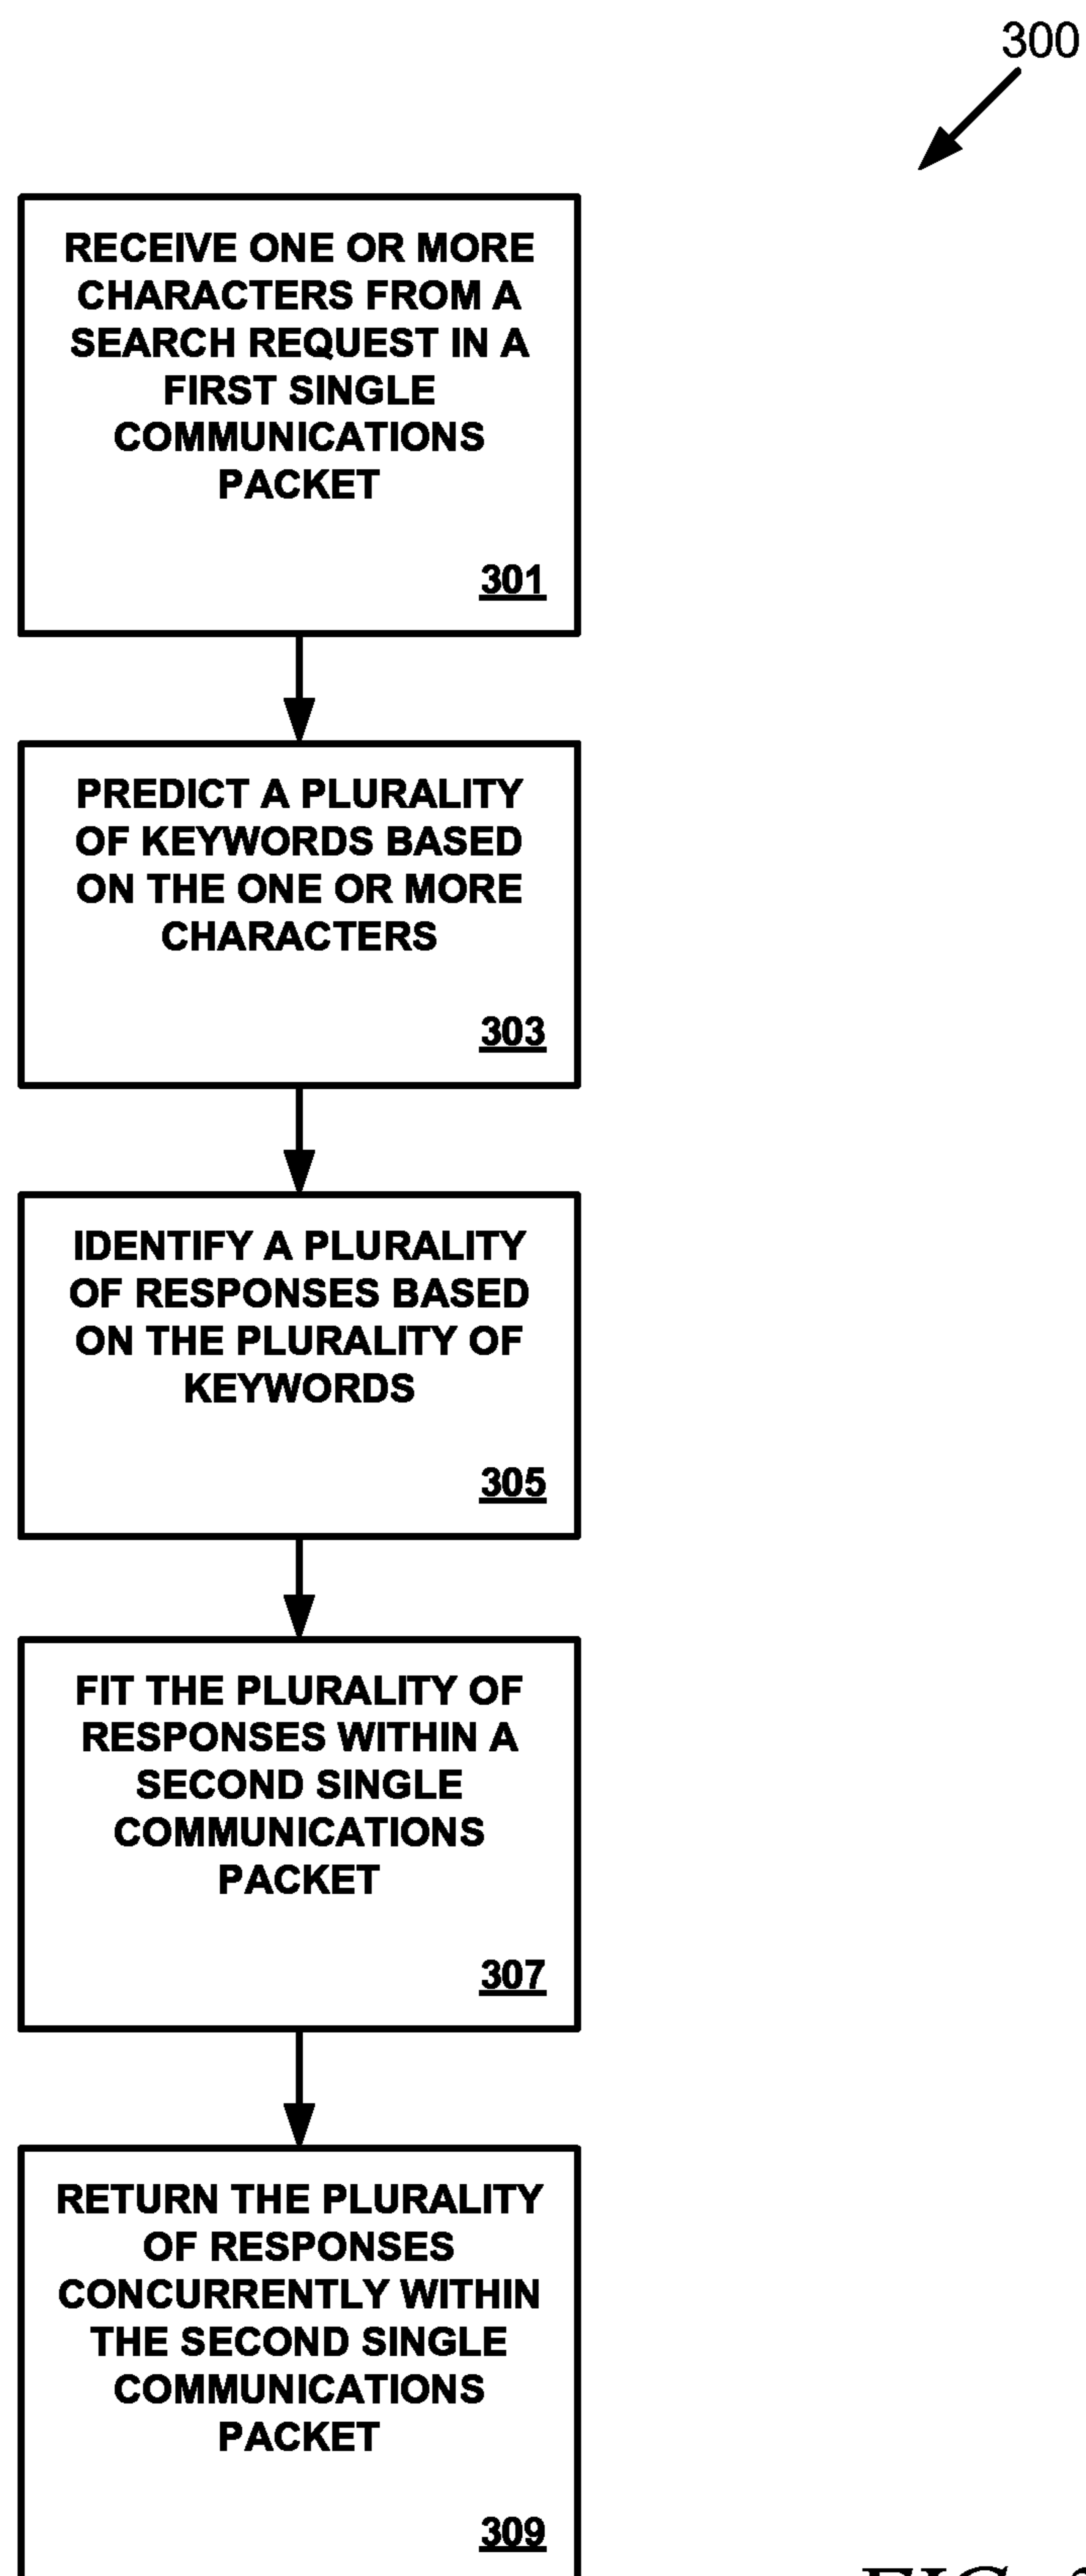 300
RECEIVE ONE OR MORE
CHARACTERS FROM A
SEARCH REQUEST IN A
FIRST SINGLE
COMMUNICATIONS
PACKET
301
PREDICT A PLURALITY
OF KEYWORDS BASED
ON THE ONE OR MORE
CHARACTERS
303
IDENTIFY A PLURALITY
OF RESPONSES BASED
ON THE PLURALITY OF
KEYWORDS
305
FIT THE PLURALITY OF
RESPONSES WITHIN A
SECOND SINGLE
COMMUNICATIONS
PACKET
307
RETURN THE PLURALITY
OF RESPONSES
CONCURRENTLY WITHIN
THE SECOND SINGLE
COMMUNICATIONS
PACKET
309